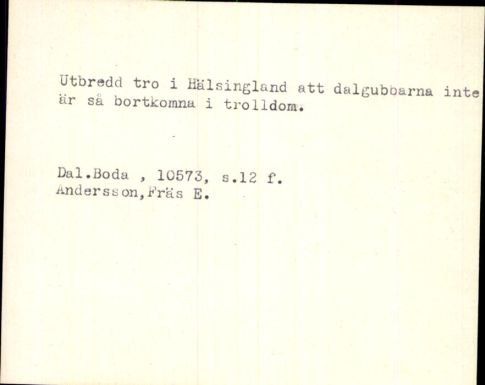 Utbredd tro i Hälsingland att dalgubbarna inte
är så bortkomna i trolldom.
Dal.Boda , 10573, s.12 f.
Andersson,Fräs E.